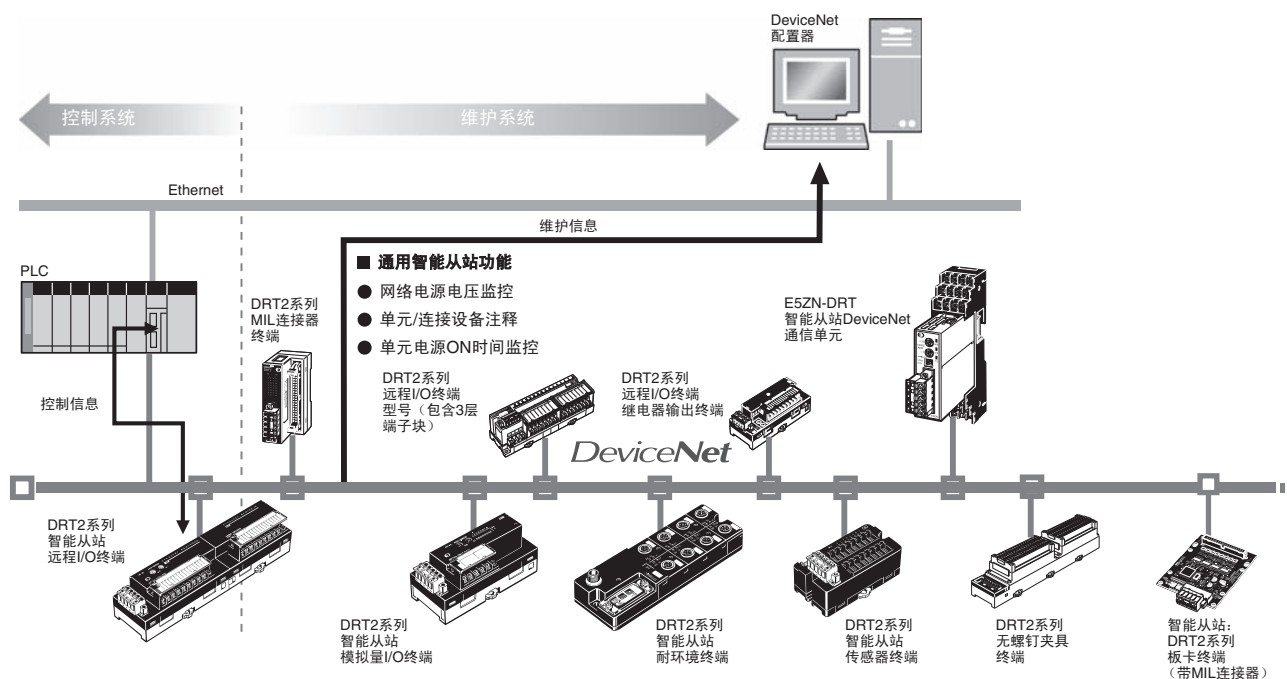 DeviceNet
配置器
控制系统
维护系统
Ethernet
维护信息
PLC
■ 通用智能从站功能
● 网络电源电压监控
● 单元/连接设备注释
● 单元电源ON时间监控
DRT2系列
MIL连接器
终端
E5ZN-DRT
智能从站DeviceNet
通信单元
控制信息
DRT2系列
远程I/O终端
型号（包含3层
端子块）
DRT2系列
远程I/O终端
继电器输出终端
DeviceNet
DRT2系列
智能从站
远程I/O终端
DRT2系列
智能从站
模拟量I/O终端
DRT2系列
智能从站
耐环境终端
DRT2系列
智能从站
传感器终端
DRT2系列
无螺钉夹具
终端
智能从站：
DRT2系列
板卡终端
（带MIL连接器）